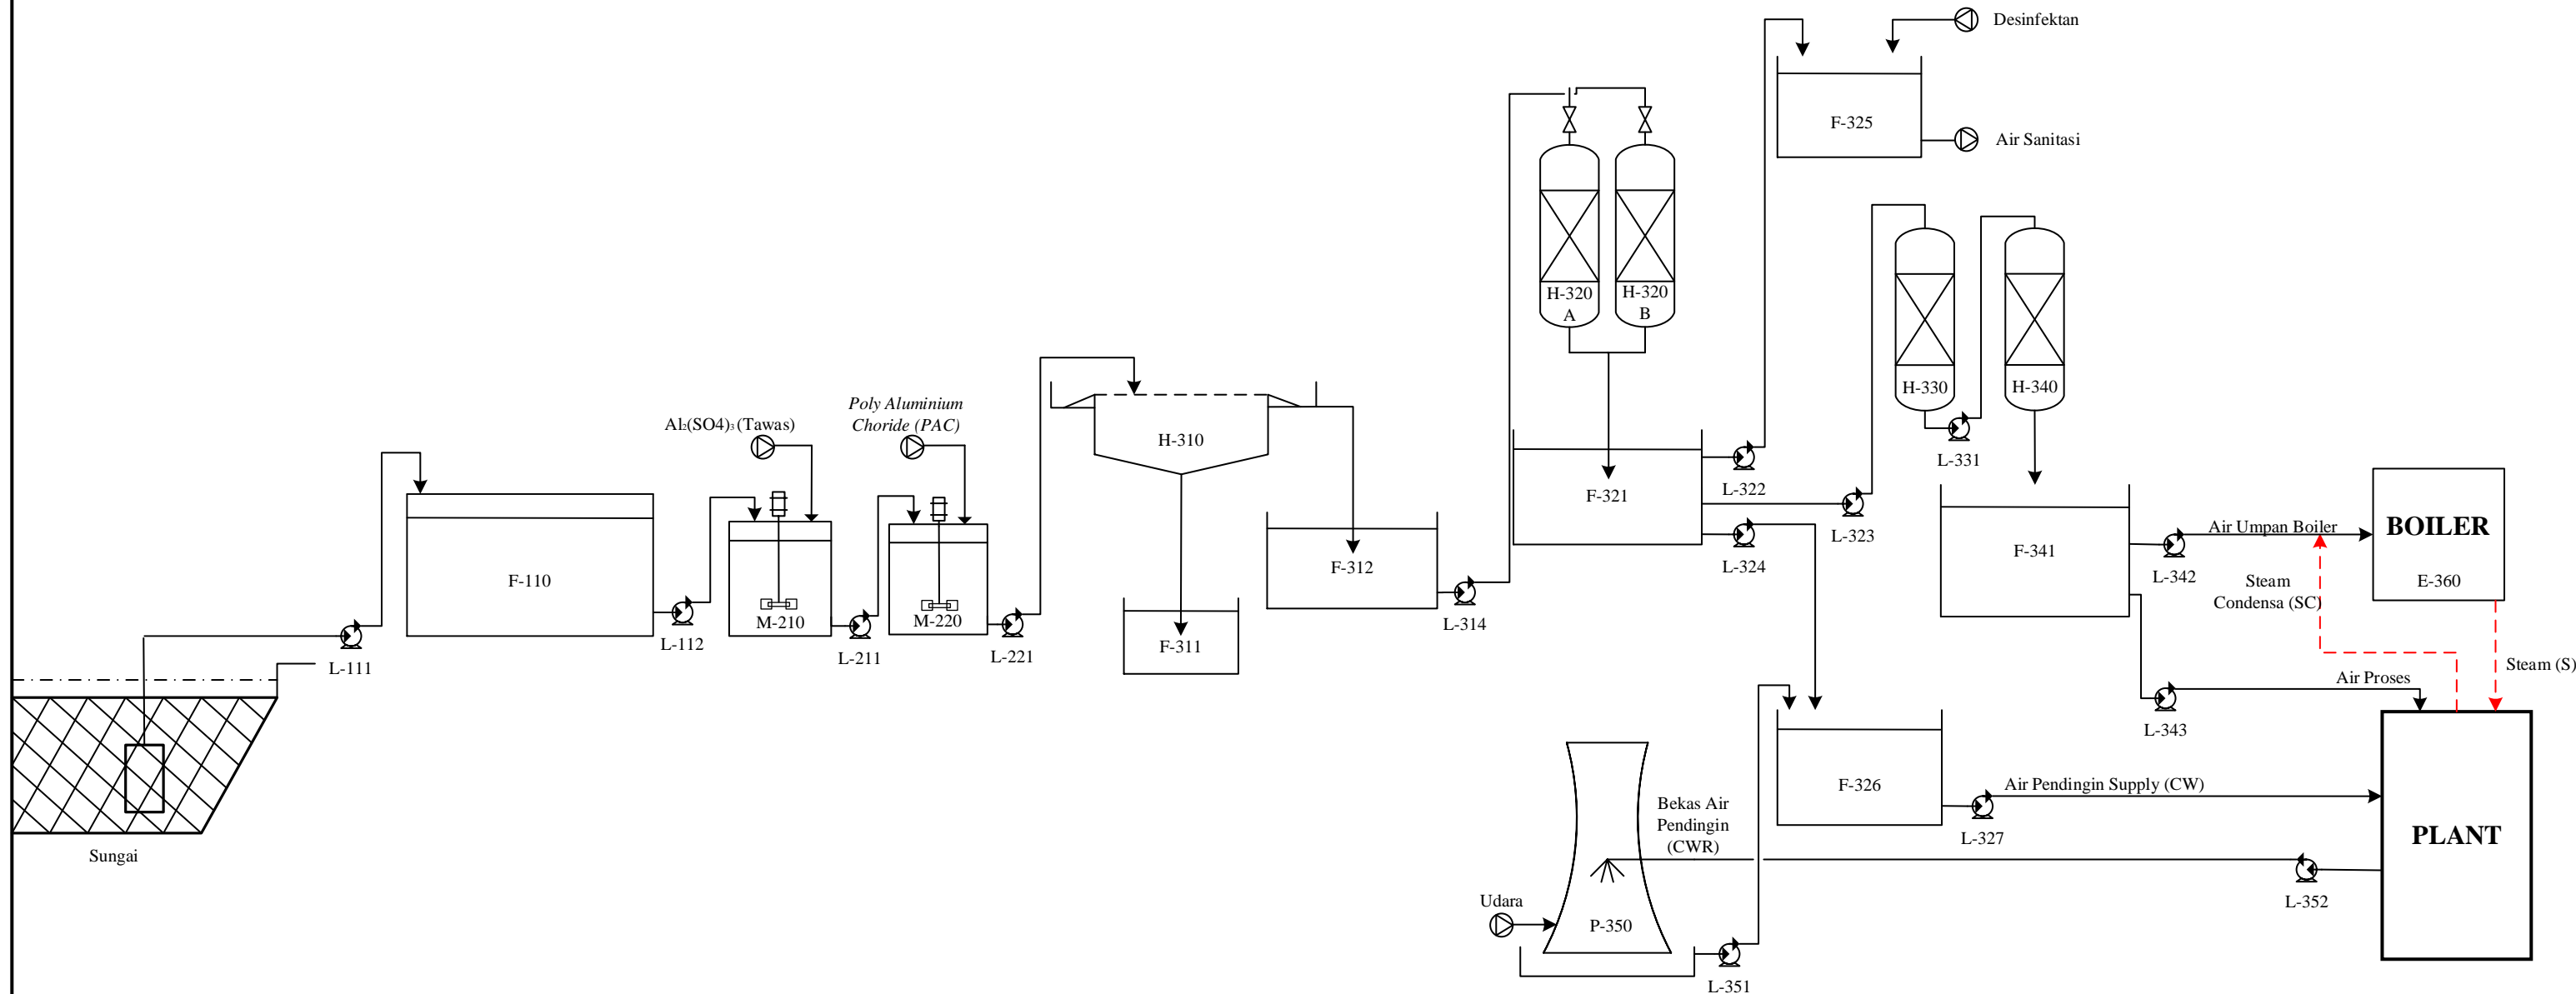 Desinfektan
F-325
Air Sanitasi
H-320
A
H-320
B
H-330
H-340
L-331
Al₂(SO4)₃ (Tawas)
Poly Aluminium
Choride (PAC)
H-310
F-321
L-322
L-323
L-324
F-110
L-111
L-112
M-210
L-211
M-220
L-221
F-311
F-312
L-314
F-341
L-342
Air Umpan Boiler
BOILER
E-360
Steam
Condensa (SC)
Steam (S)
Air Proses
L-343
Sungai
F-326
L-327
Air Pendingin Supply (CW)
Bekas Air
Pendingin
(CWR)
PLANT
L-352
Udara
P-350
L-351